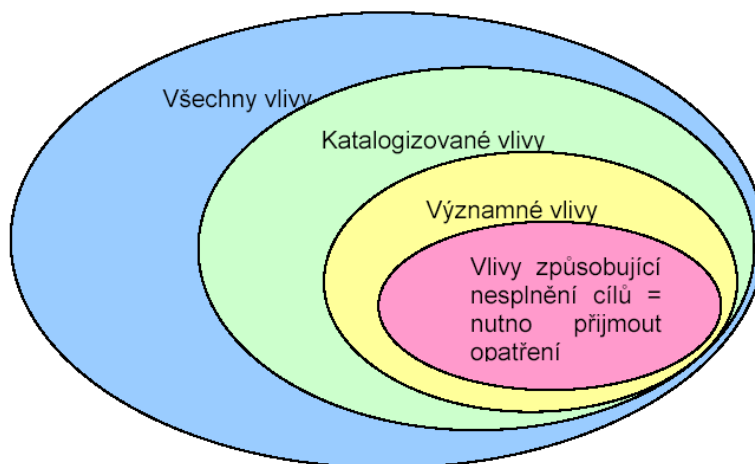 Všechny vlivy
Katalogizované vlivy
Významné vlivy
Vlivy způsobující
nesplnění cílů =
nutno přijmout
opatření